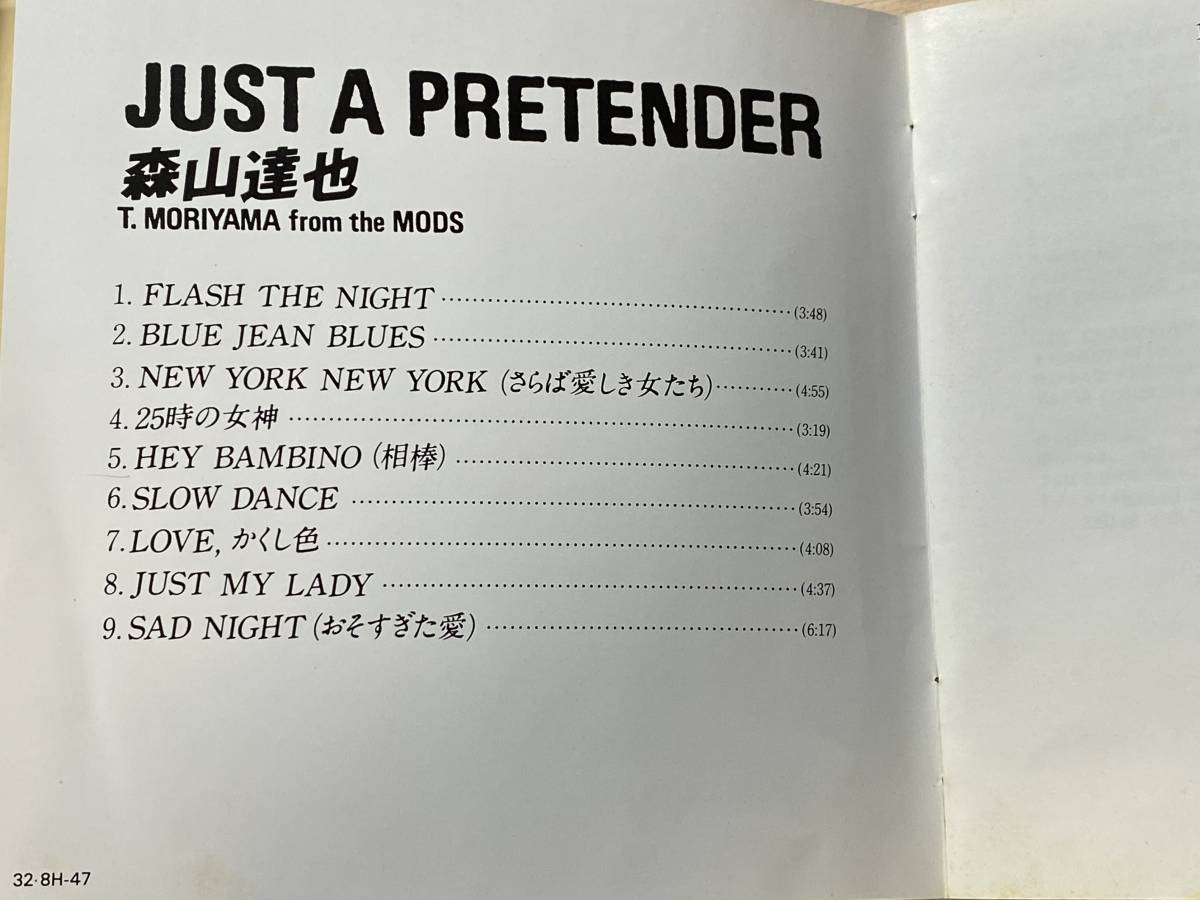 JUST A PRETENDER
森山達也
T. MORIYAMA from the MODS
1. FLASH THE NIGHT ……………………………………… (3:48)
2. BLUE JEAN BLUES ……………………………………… (3:41)
3. NEW YORK NEW YORK (さらば愛しき女たち) ………… (4:55)
4. 25時の女神 ……………………………………………………… (3:19)
5. HEY BAMBINO (相棒) ……………………………………… (4:21)
6. SLOW DANCE ………………………………………………… (3:54)
7. LOVE, かくし色 ………………………………………………… (4:08)
8. JUST MY LADY ……………………………………………… (4:37)
9. SAD NIGHT (おそすぎた愛) ………………………………… (6:17)
32·8H-47